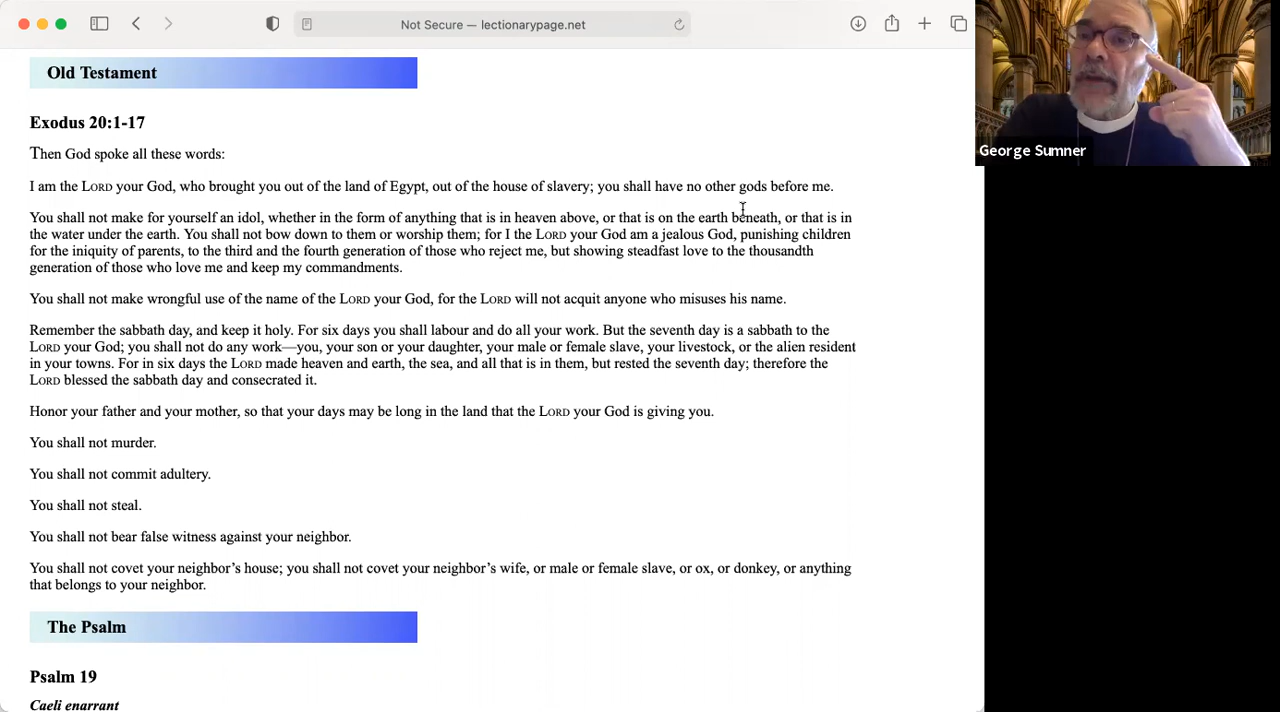 Not Secure — lectionarypage.net
Old Testament
Exodus 20:1-17
Then God spoke all these words:
I am the LORD your God, who brought you out of the land of Egypt, out of the house of slavery; you shall have no other gods before me.
You shall not make for yourself an idol, whether in the form of anything that is in heaven above, or that is on the earth beneath, or that is in
the water under the earth. You shall not bow down to them or worship them; for I the LORD your God am a jealous God, punishing children
for the iniquity of parents, to the third and the fourth generation of those who reject me, but showing steadfast love to the thousandth
generation of those who love me and keep my commandments.
You shall not make wrongful use of the name of the LORD your God, for the LORD will not acquit anyone who misuses his name.
Remember the sabbath day, and keep it holy. For six days you shall labour and do all your work. But the seventh day is a sabbath to the
LORD your God; you shall not do any work—you, your son or your daughter, your male or female slave, your livestock, or the alien resident
in your towns. For in six days the LORD made heaven and earth, the sea, and all that is in them, but rested the seventh day; therefore the
LORD blessed the sabbath day and consecrated it.
Honor your father and your mother, so that your days may be long in the land that the LORD your God is giving you.
You shall not murder.
You shall not commit adultery.
You shall not steal.
You shall not bear false witness against your neighbor.
You shall not covet your neighbor’s house; you shall not covet your neighbor’s wife, or male or female slave, or ox, or donkey, or anything
that belongs to your neighbor.
The Psalm
Psalm 19
Caeli enarrant
George Sumner